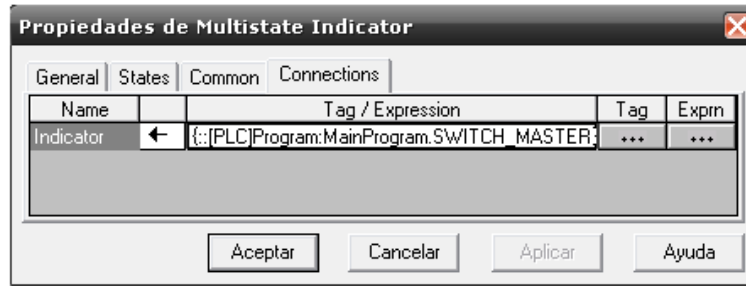 Propiedades de Multistate Indicator
General States Common Connections
Name Tag / Expression Tag Exprn
Indicator {::[PLC]Program:MainProgram.SWITCH_MASTER} ... ...
Aceptar Cancelar Aplicar Ayuda